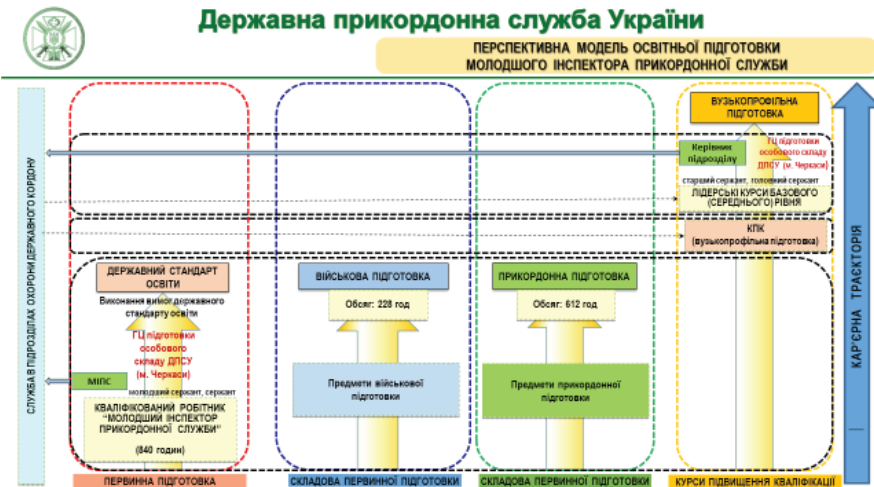 Державна прикордонна служба України
ПЕРСПЕКТИВНА МОДЕЛЬ ОСВІТНЬОЇ ПІДГОТОВКИ
МОЛОДШОГО ІНСПЕКТОРА ПРИКОРДОННОЇ СЛУЖБИ
СЛУЖБА В ПІДРОЗДІЛАХ ОХОРОНИ ДЕРЖАВНОГО КОРДОНУ
ВУЗЬКОПРОФІЛЬНА
ПІДГОТОВКА
Керівник
підрозділу
ГЦ підготовки
особового складу
ДПСУ (м. Черкаси)
старший сержант, головний сержант
ЛІДЕРСЬКІ КУРСИ БАЗОВОГО
(СЕРЕДНЬОГО) РІВНЯ
КПК
(вузькопрофільна підготовка)
ДЕРЖАВНИЙ СТАНДАРТ
ОСВІТИ
Виконання вимог державного
стандарту освіти
ГЦ підготовки
особового
складу ДПСУ
(м. Черкаси)
МІПС
молодший сержант, сержант
КВАЛІФІКОВАНИЙ РОБІТНИК
“МОЛОДШИЙ ІНСПЕКТОР
ПРИКОРДОННОЇ СЛУЖБИ”
(840 годин)
ПЕРВИННА ПІДГОТОВКА
ВІЙСЬКОВА ПІДГОТОВКА
Обсяг: 228 год
Предмети військової
підготовки
СКЛАДОВА ПЕРВИННОЇ ПІДГОТОВКИ
ПРИКОРДОННА ПІДГОТОВКА
Обсяг: 612 год
Предмети прикордонної
підготовки
СКЛАДОВА ПЕРВИННОЇ ПІДГОТОВКИ
КУРСИ ПІДВИЩЕННЯ КВАЛІФІКАЦІЇ
КАР’ЄРНА ТРАЄКТОРІЯ